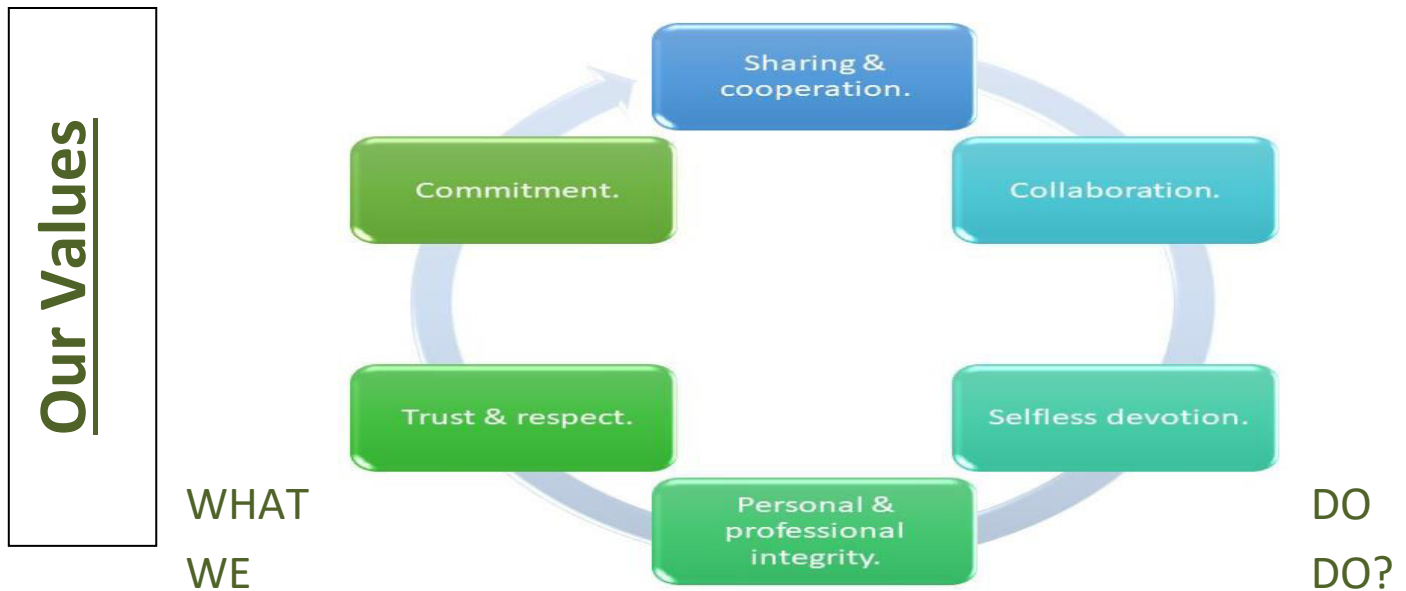 Our Values
Sharing &
cooperation.
Collaboration.
Selfless devotion.
Personal &
professional
integrity.
Trust & respect.
Commitment.
WHAT DO
WE DO?